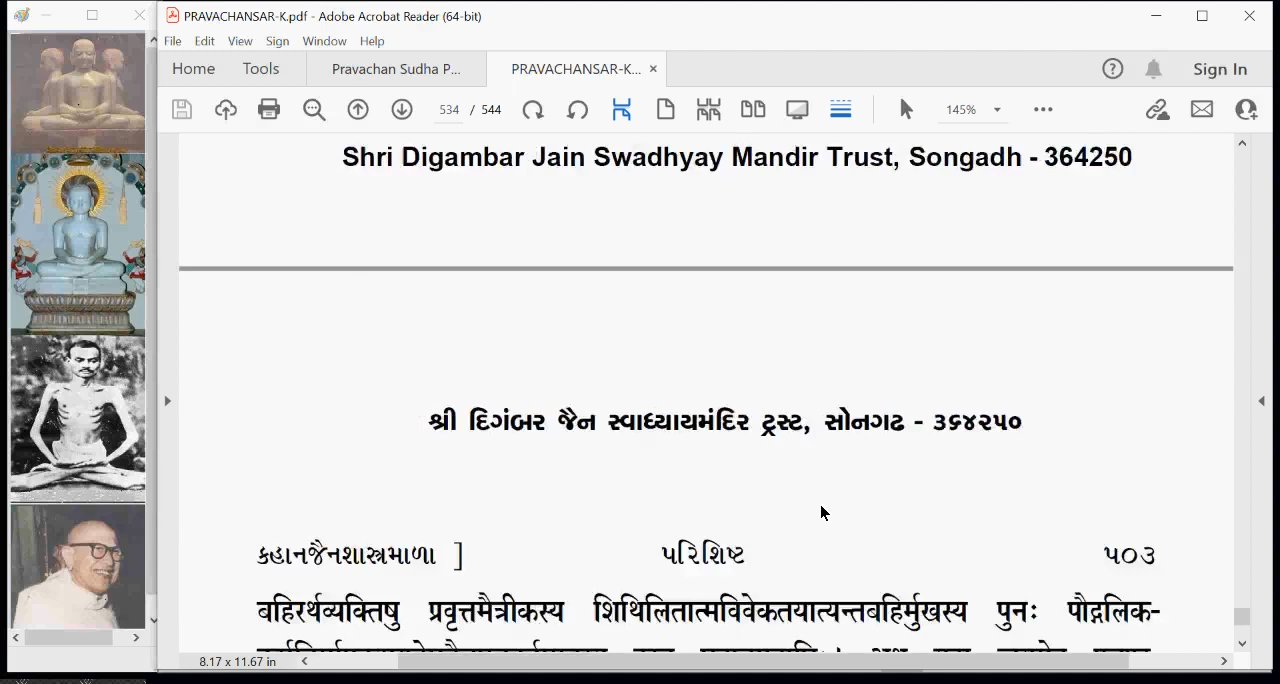 PRAVACHANSAR-K.pdf - Adobe Acrobat Reader (64-bit)
File Edit View Sign Window Help
Home Tools Pravachan Sudha P... PRAVACHANSAR-K... × Sign In
534 / 544 145%
Shri Digambar Jain Swadhyay Mandir Trust, Songadh - 364250
શ્રી દિગંબર જૈન સ્વાધ્યાયમંદિર ટ્રસ્ટ, સોનગઢ - ૩૬૪૨૫૦
કહાનજૈનશાસ્ત્રમાળા ] પરિશિષ્ટ ૫૦૩
बहिरर्थव्यक्तिषु प्रवृत्तमैत्रीकस्य शिथिलितात्मविवेकतयात्यन्तबहिर्मुखस्य पुनः पौद्गलिक-
8.17 x 11.67 in